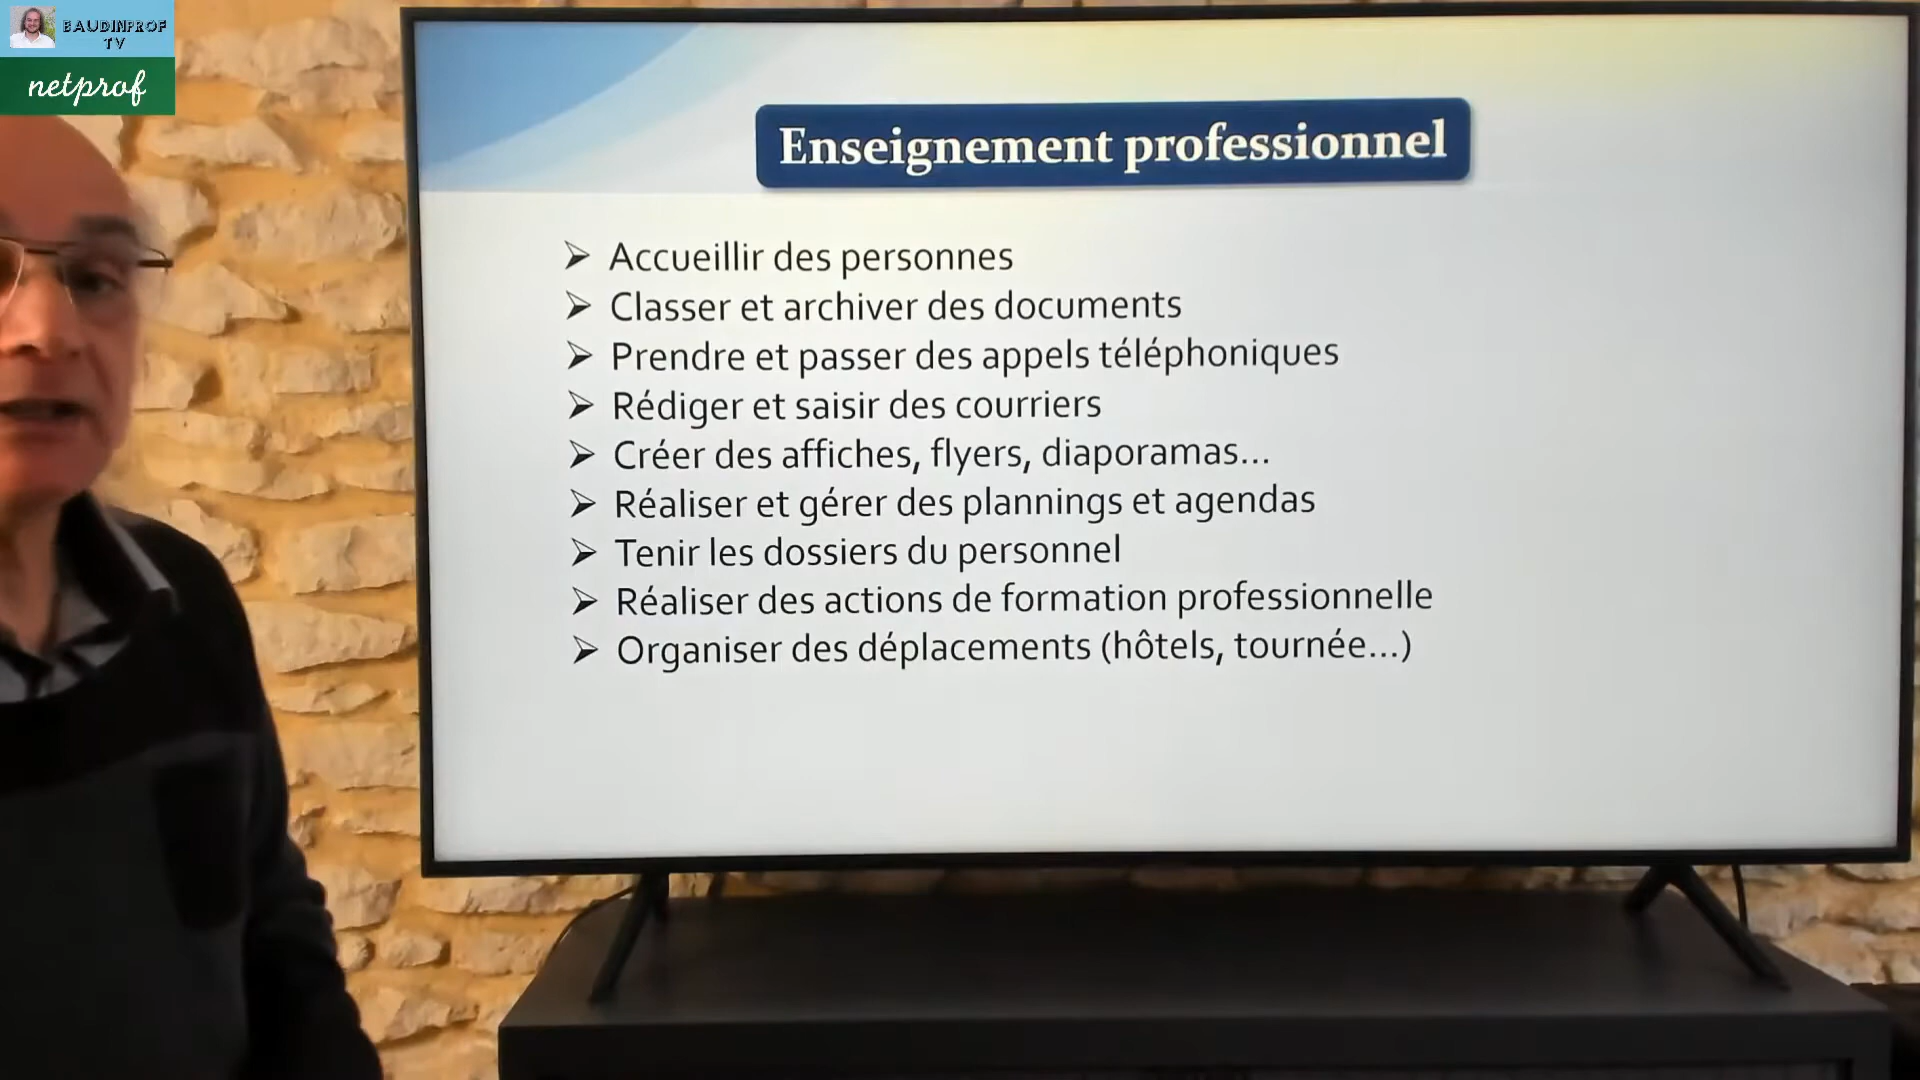 BAUDINPROF
TV
netprof
Enseignement professionnel
➢ Accueillir des personnes
➢ Classer et archiver des documents
➢ Prendre et passer des appels téléphoniques
➢ Rédiger et saisir des courriers
➢ Créer des affiches, flyers, diaporamas...
➢ Réaliser et gérer des plannings et agendas
➢ Tenir les dossiers du personnel
➢ Réaliser des actions de formation professionnelle
➢ Organiser des déplacements (hôtels, tournée...)